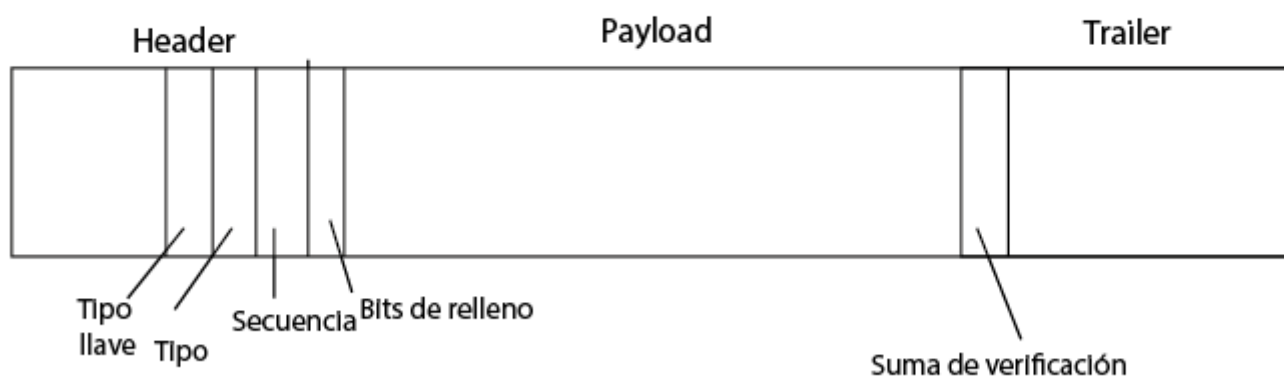 Header
Payload
Trailer
Tipo
llave
Tipo
Secuencia
Bits de relleno
Suma de verificación